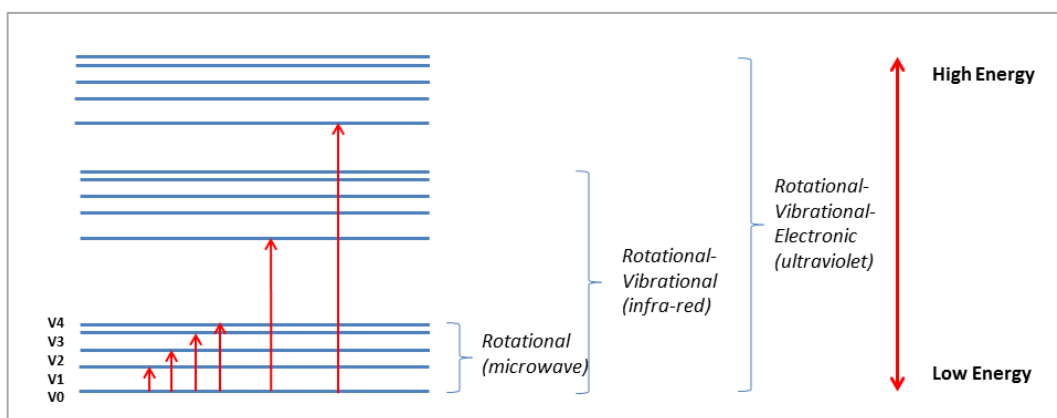 High Energy
Rotational-
Vibrational-
Electronic
(ultraviolet)
Rotational-
Vibrational
(infra-red)
V4
V3
V2
V1
V0
Rotational
(microwave)
Low Energy